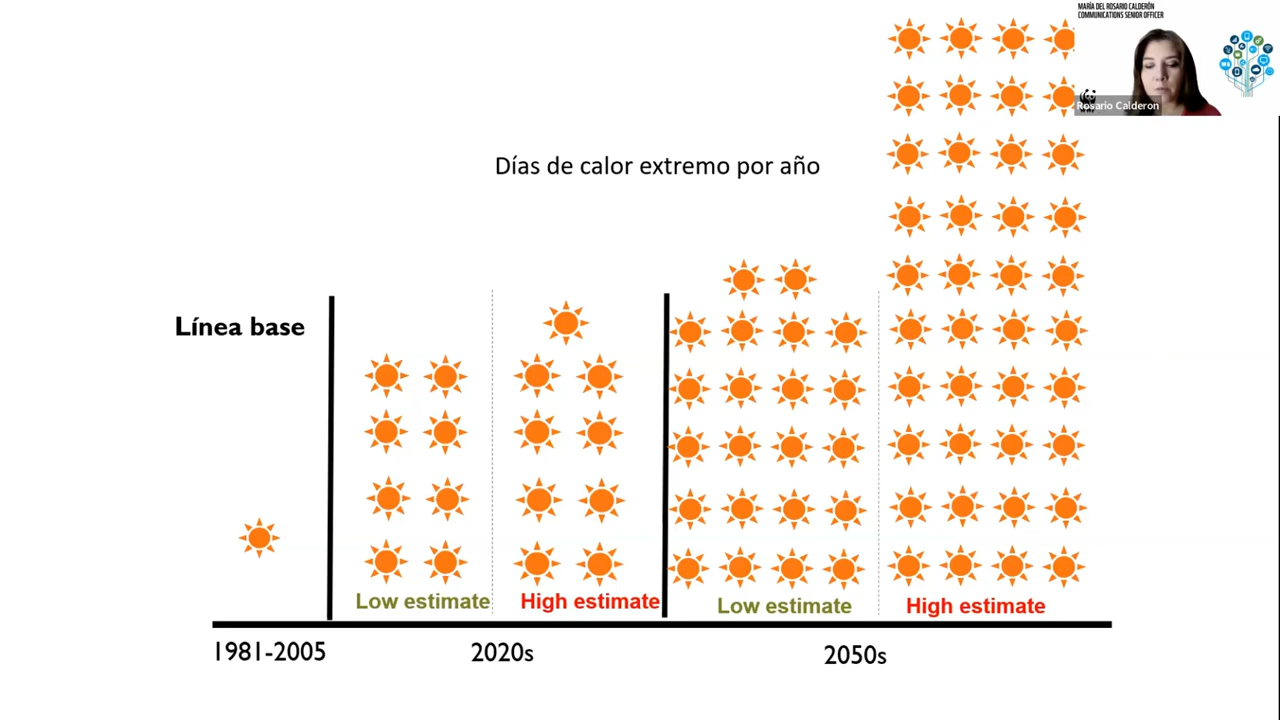 MARÍA DEL ROSARIO CALDERÓN
COMMUNICATIONS SENIOR OFFICER
Rosario Calderon
Días de calor extremo por año
Línea base
Low estimate
High estimate
Low estimate
High estimate
1981-2005
2020s
2050s